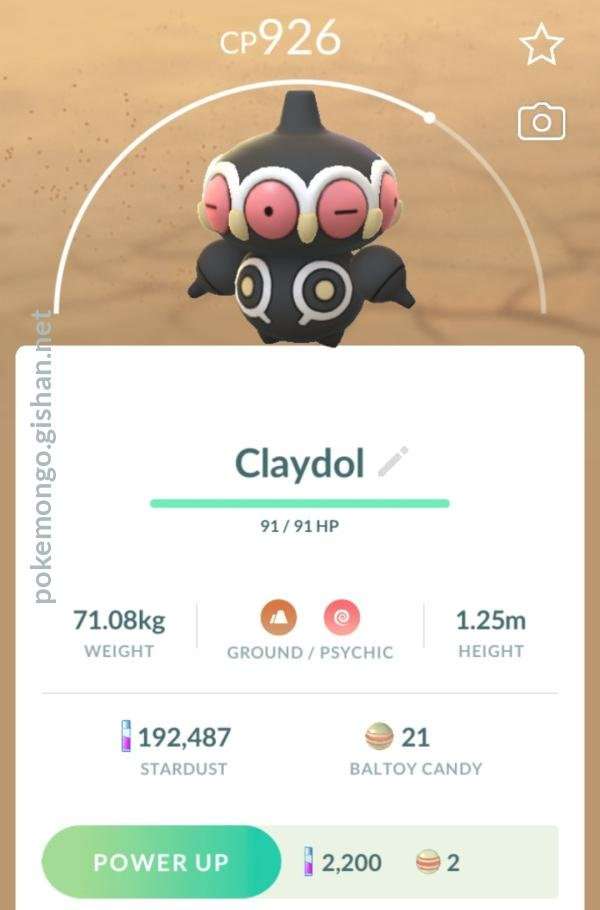 CP926
pokemongo.gishan.net
Claydol
91 / 91 HP
71.08kg
WEIGHT
GROUND / PSYCHIC
1.25m
HEIGHT
192,487
STARDUST
21
BALTOY CANDY
POWER UP
2,200
2